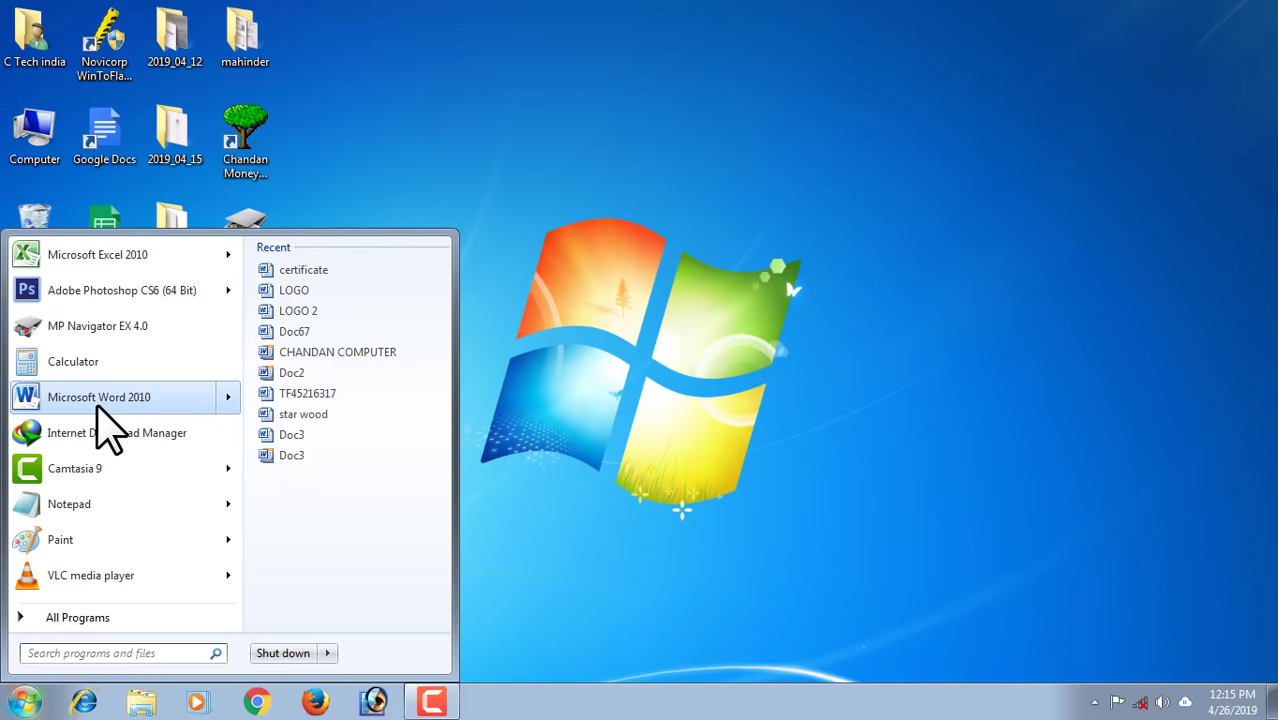 C Tech india
Novicorp
WinToFla...
2019_04_12
mahinder
Computer
Google Docs
2019_04_15
Chandan
Money...
Microsoft Excel 2010
Ps
Adobe Photoshop CS6 (64 Bit)
MP Navigator EX 4.0
Calculator
Microsoft Word 2010
Internet D ad Manager
Camtasia 9
Notepad
Paint
VLC media player
All Programs
Search programs and files
Shut down
Recent
certificate
LOGO
LOGO 2
Doc67
CHANDAN COMPUTER
Doc2
TF45216317
star wood
Doc3
Doc3
12:15 PM
4/26/2019